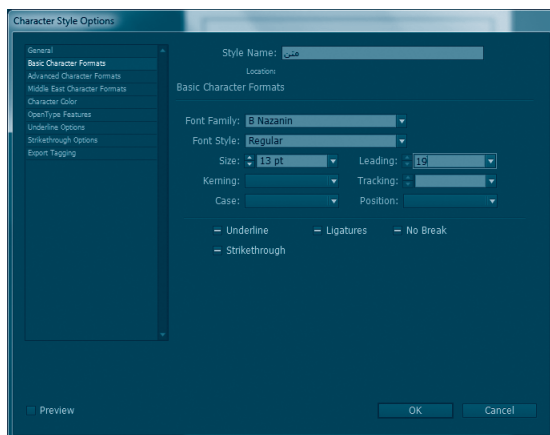 Character Style Options
General
Basic Character Formats
Advanced Character Formats
Middle East Character Formats
Character Color
OpenType Features
Underline Options
Strikethrough Options
Export Tagging
Style Name: متن
Location:
Basic Character Formats
Font Family: B Nazanin
Font Style: Regular
Size: 13 pt Leading: 19
Kerning: Tracking:
Case: Position:
Underline Ligatures No Break
Strikethrough
Preview OK Cancel